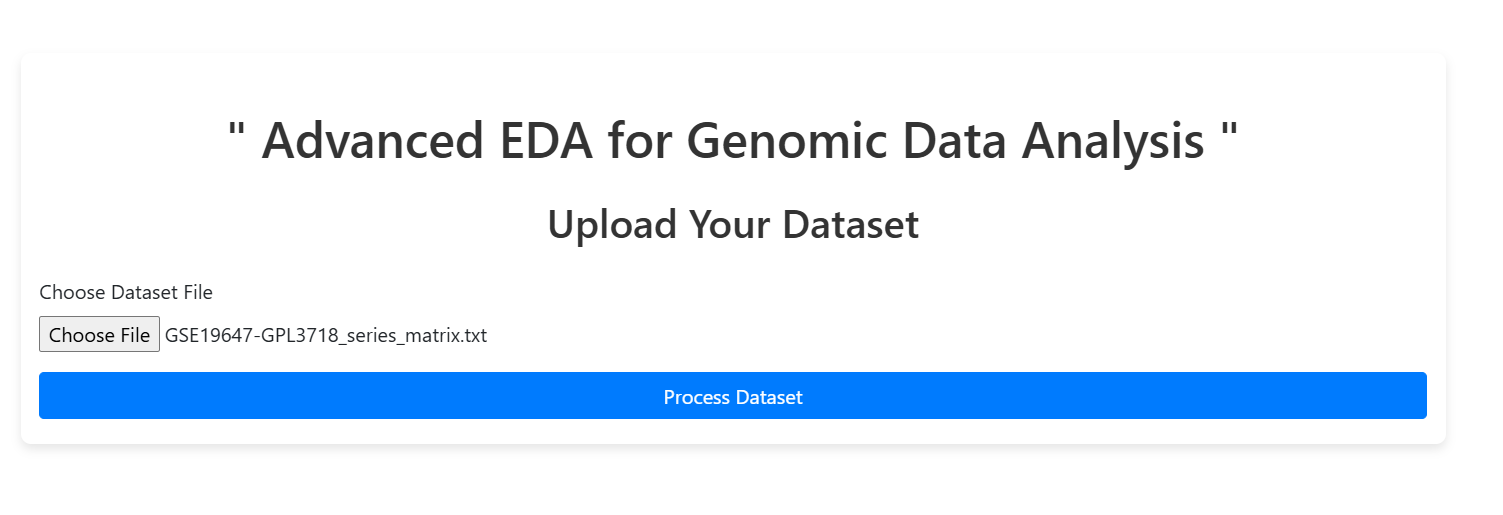 " Advanced EDA for Genomic Data Analysis "
Upload Your Dataset
Choose Dataset File
Choose File GSE19647-GPL3718_series_matrix.txt
Process Dataset